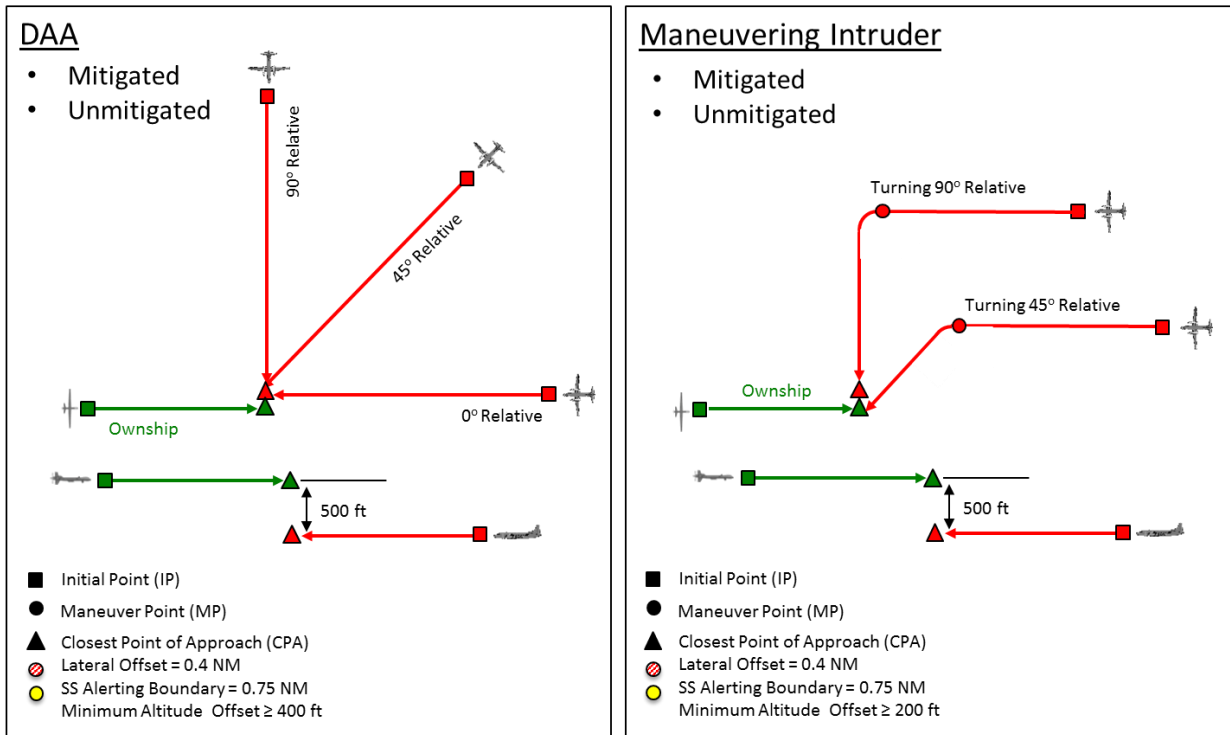 DAA
• Mitigated
• Unmitigated
90° Relative
45° Relative
0° Relative
Ownship
500 ft
Initial Point (IP)
Maneuver Point (MP)
Closest Point of Approach (CPA)
Lateral Offset = 0.4 NM
SS Alerting Boundary = 0.75 NM
Minimum Altitude Offset ≥ 400 ft
Maneuvering Intruder
• Mitigated
• Unmitigated
Turning 90° Relative
Turning 45° Relative
Ownship
500 ft
Initial Point (IP)
Maneuver Point (MP)
Closest Point of Approach (CPA)
Lateral Offset = 0.4 NM
SS Alerting Boundary = 0.75 NM
Minimum Altitude Offset ≥ 200 ft